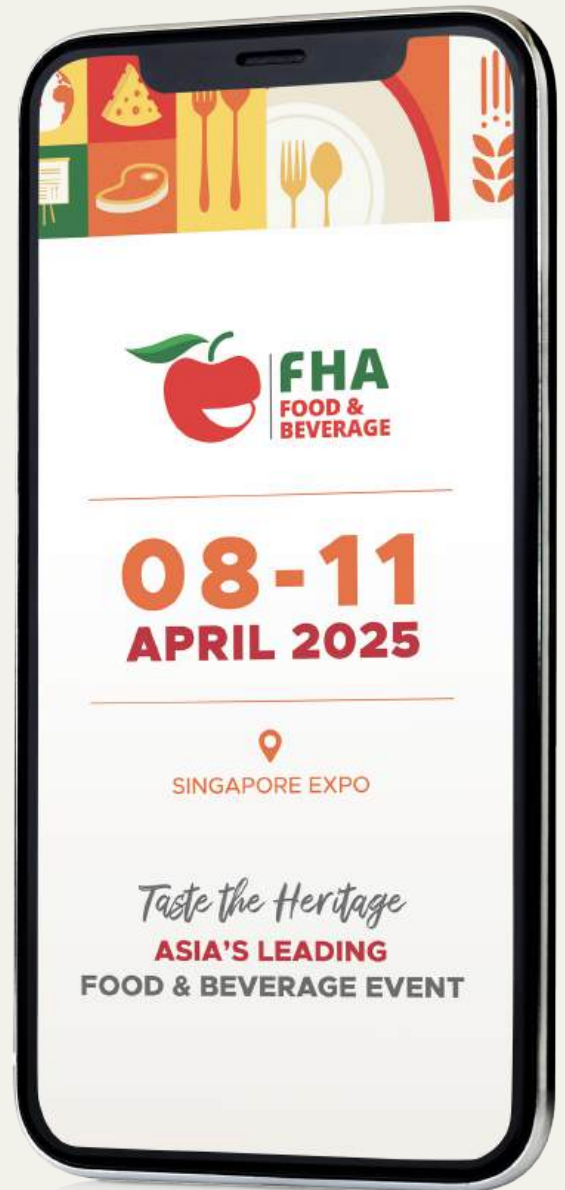 FHA
FOOD &
BEVERAGE
08-11
APRIL 2025
SINGAPORE EXPO
Taste the Heritage
ASIA'S LEADING
FOOD & BEVERAGE EVENT